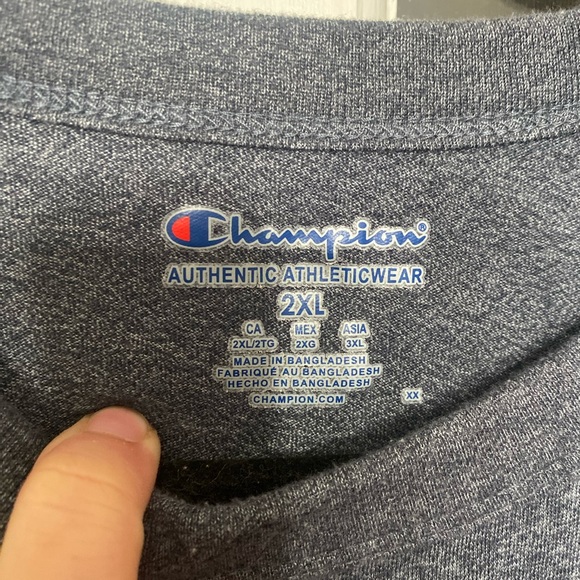 Champion®
AUTHENTIC ATHLETICWEAR
2XL
CA MEX ASIA
2XL/2TG 2XG 3XL
MADE IN BANGLADESH
FABRIQUÉ AU BANGLADESH
HECHO EN BANGLADESH
CHAMPION.COM XX